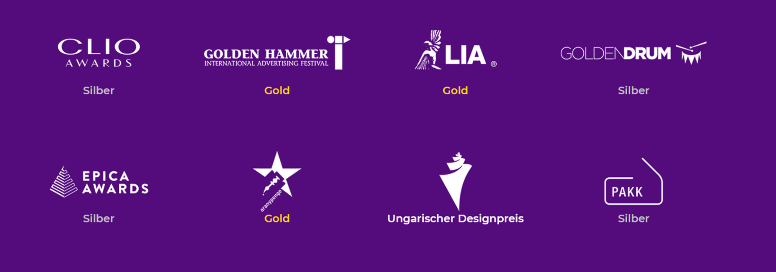 CLIO
AWARDS
Silber
GOLDEN HAMMER
INTERNATIONAL ADVERTISING FESTIVAL
Gold
LIA ®
Gold
GOLDENDRUM
Silber
EPICA
AWARDS
Silber
aranypenge
Gold
Ungarischer Designpreis
PAKK
Silber